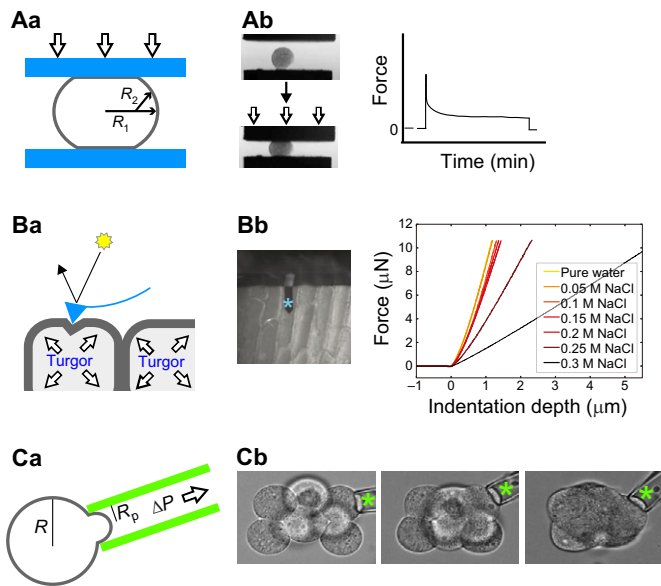 Aa
R2
R1
Ab
Force
0
Time (min)
Ba
Turgor
Turgor
Bb
*
Force (μN)
12
10
8
6
4
2
0
Pure water
0.05 M NaCl
0.1 M NaCl
0.15 M NaCl
0.2 M NaCl
0.25 M NaCl
0.3 M NaCl
−1 0 1 2 3 4 5
Indentation depth (μm)
Ca
R
Rp ΔP
Cb
* * *